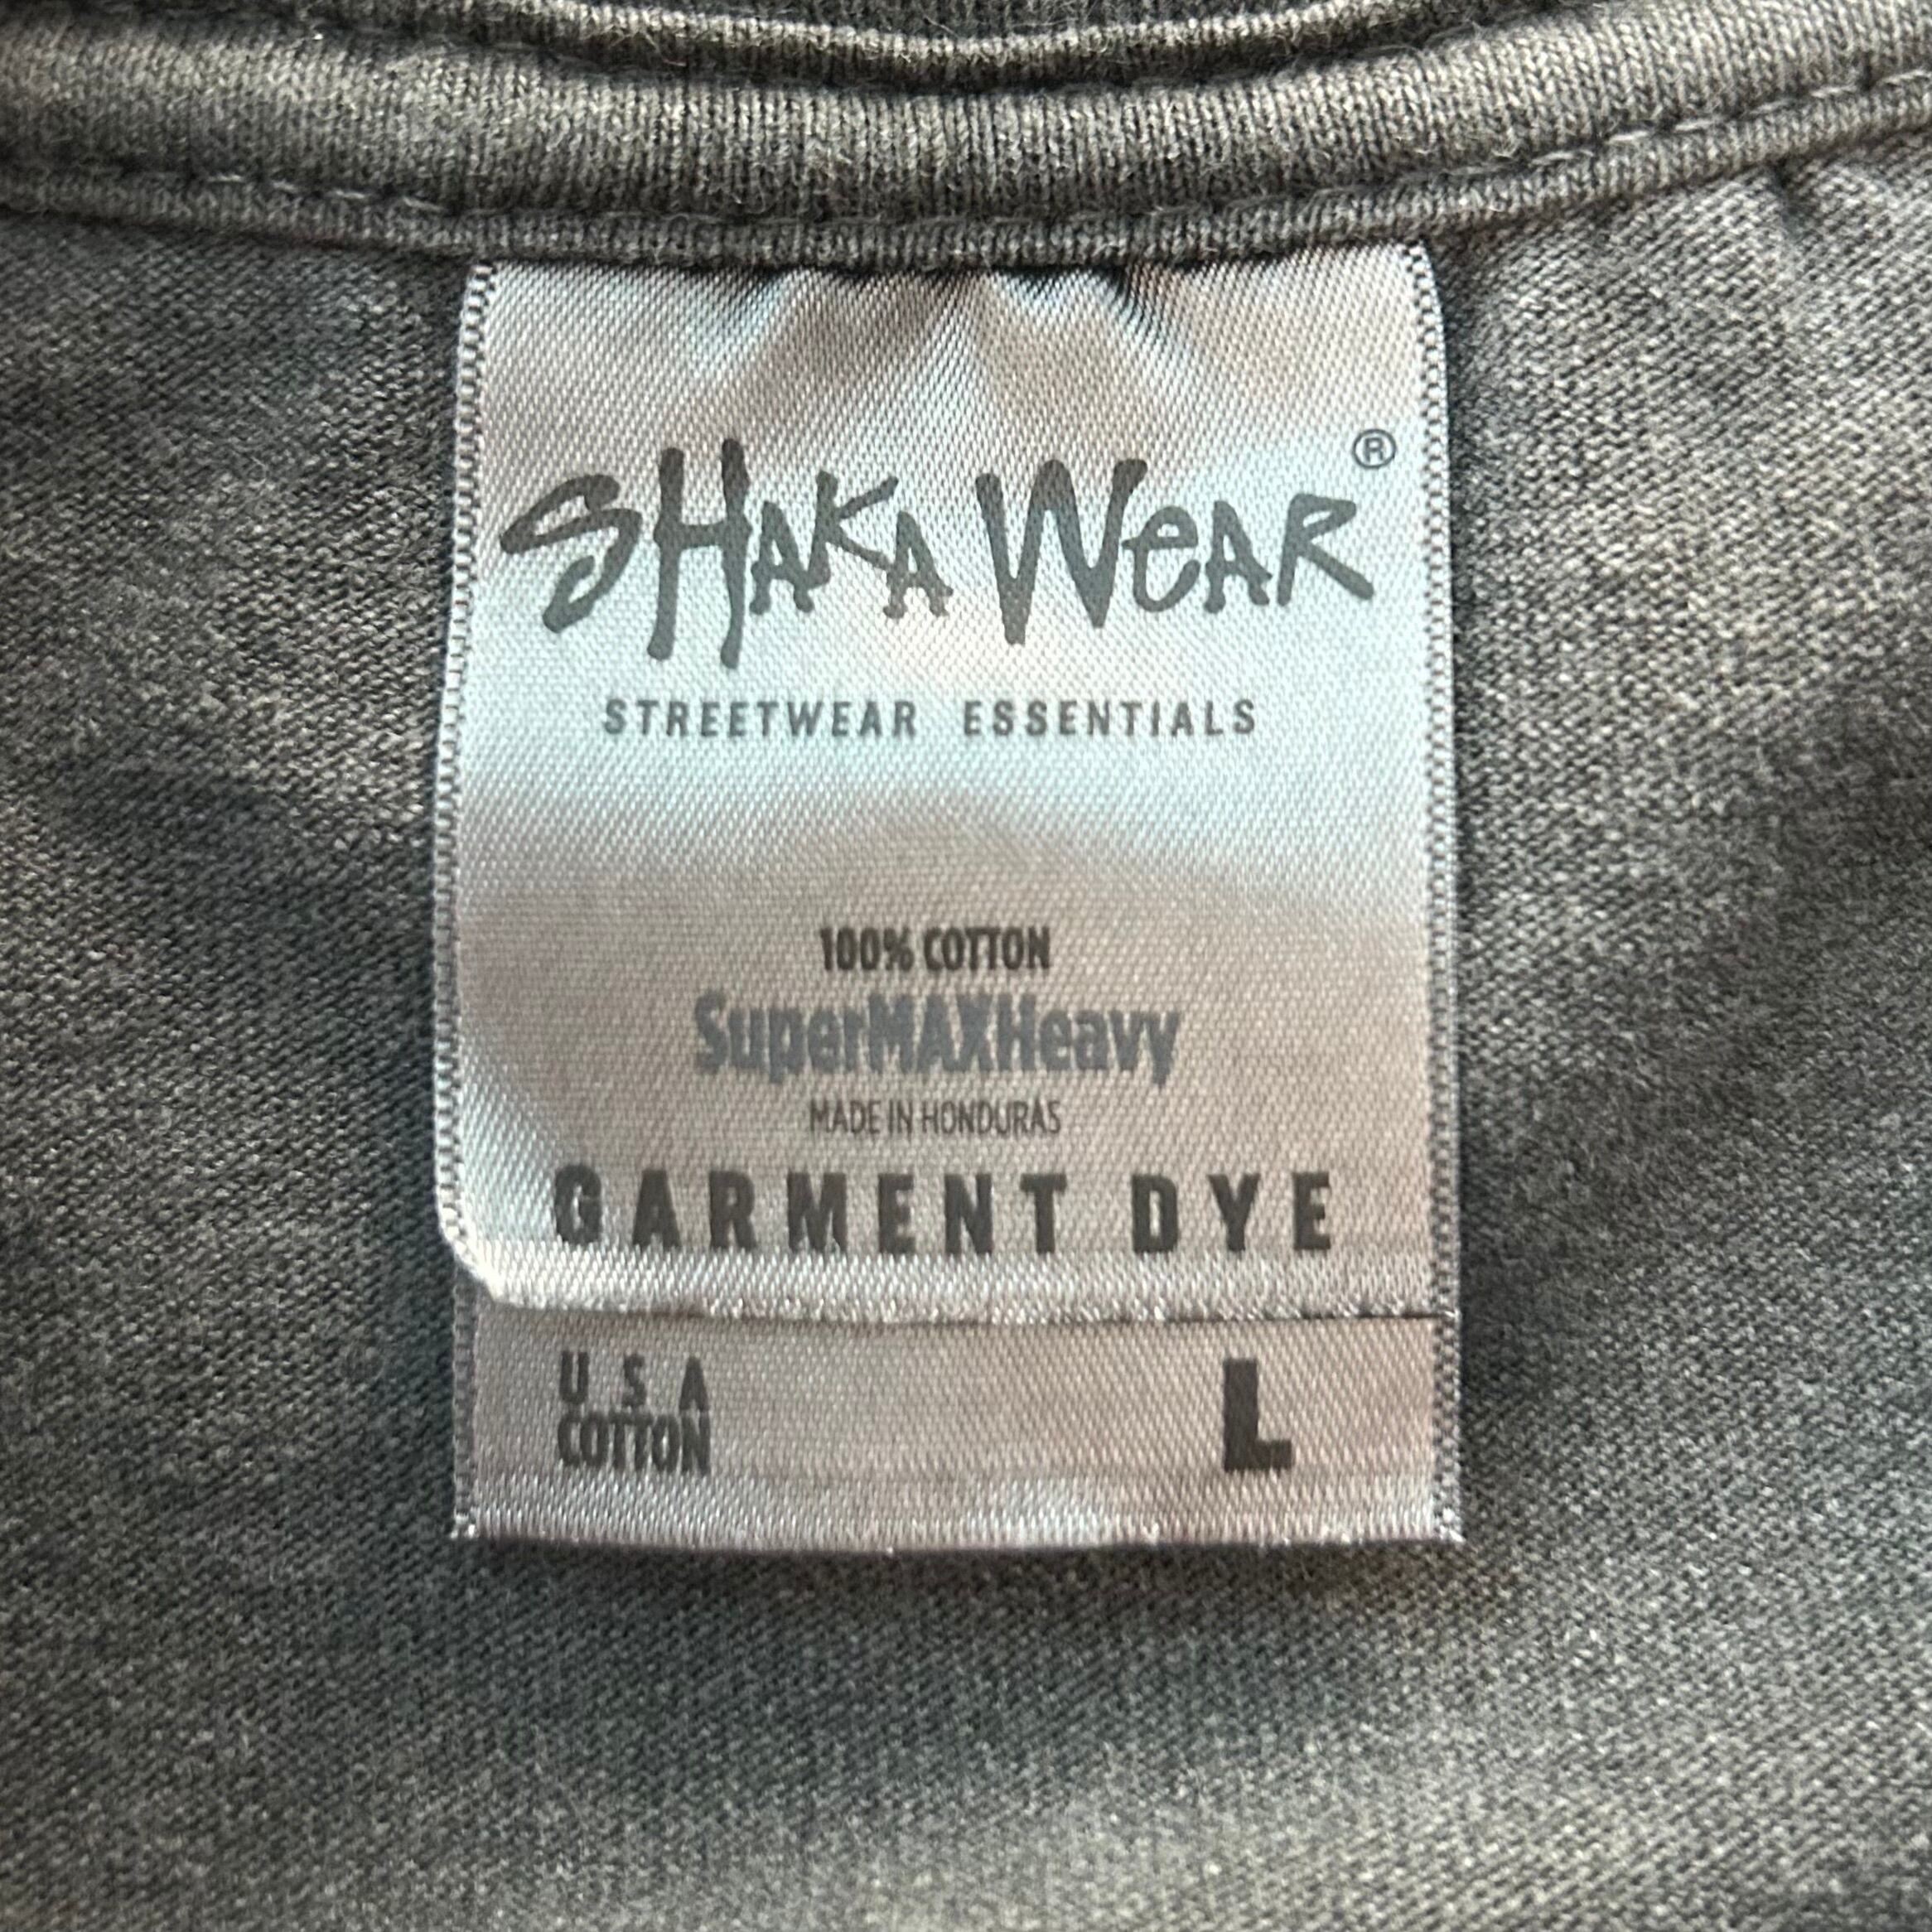 SHAKA WEAR®
STREETWEAR ESSENTIALS
100% COTTON
SuperMAXHeavy
MADE IN HONDURAS
GARMENT DYE
U S A
COTTON
L